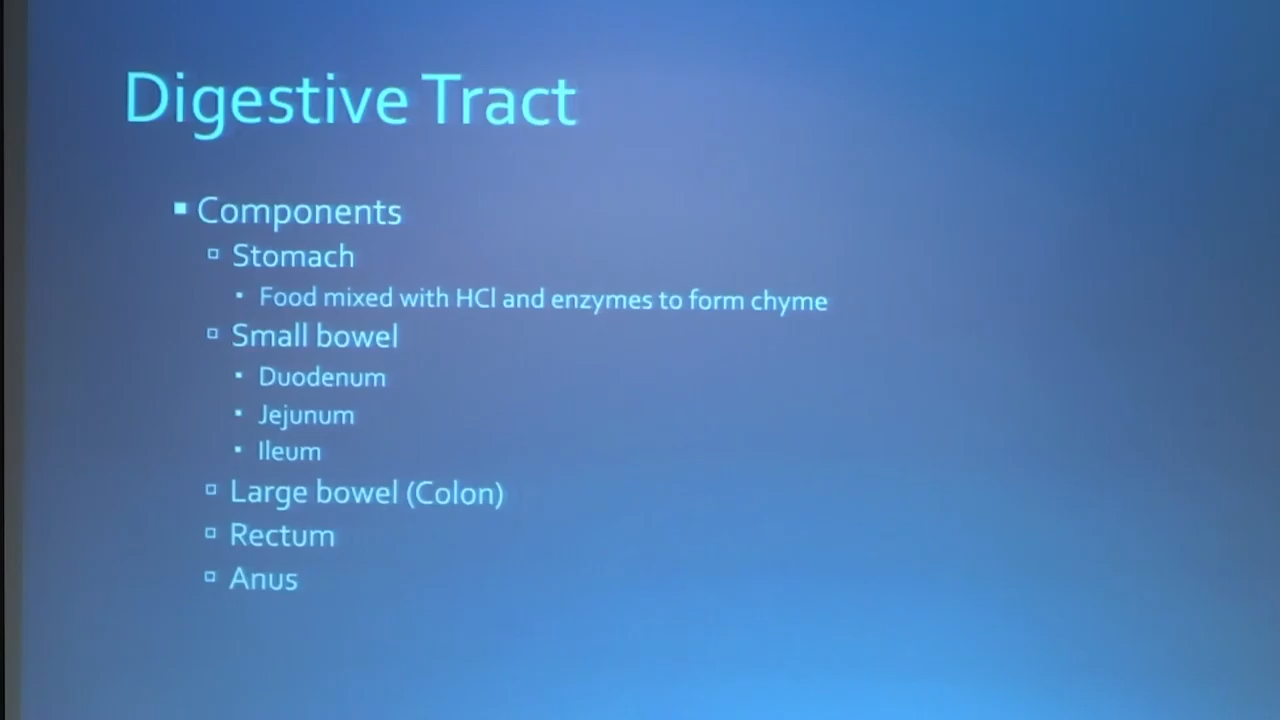 Digestive Tract
Components
Stomach
Food mixed with HCl and enzymes to form chyme
Small bowel
Duodenum
Jejunum
Ileum
Large bowel (Colon)
Rectum
Anus